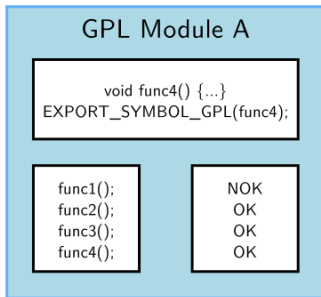 GPL Module A
void func4() {...}
EXPORT_SYMBOL_GPL(func4);
func1();
func2();
func3();
func4();
NOK
OK
OK
OK